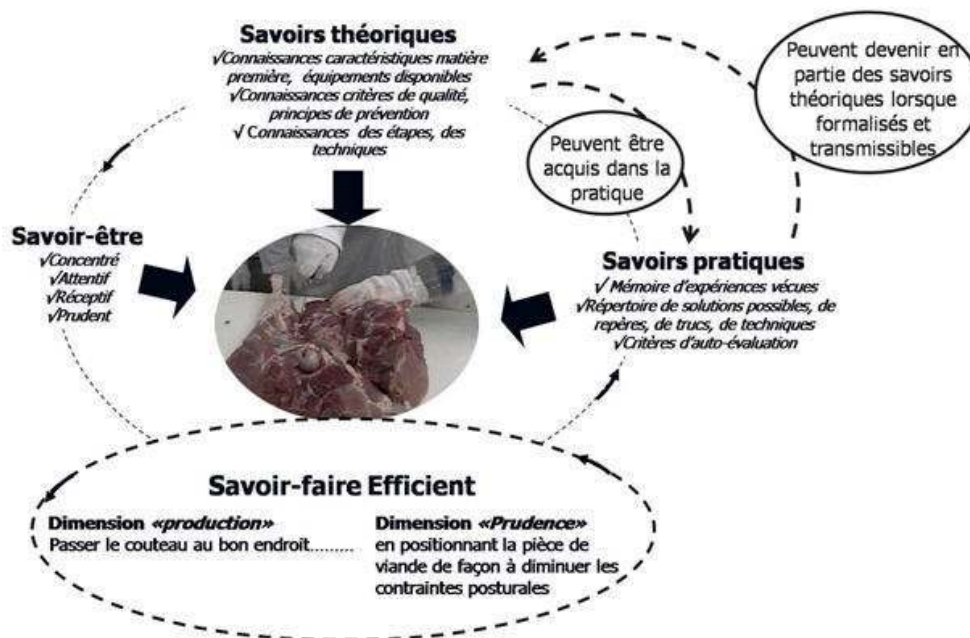 Savoirs théoriques
√Connaissances caractéristiques matière
première, équipements disponibles
√Connaissances critères de qualité,
principes de prévention
√ Connaissances des étapes, des
techniques
Peuvent devenir en
partie des savoirs
théoriques lorsque
formalisés et
transmissibles
Peuvent être
acquis dans la
pratique
Savoir-être
√Concentré
√Attentif
√Réceptif
√Prudent
Savoirs pratiques
√ Mémoire d'expériences vécues
√Répertoire de solutions possibles, de
repères, de trucs, de techniques
√Critères d'auto-évaluation
Savoir-faire Efficient
Dimension «production»
Passer le couteau au bon endroit.........
Dimension «Prudence»
en positionnant la pièce de
viande de façon à diminuer les
contraintes posturales